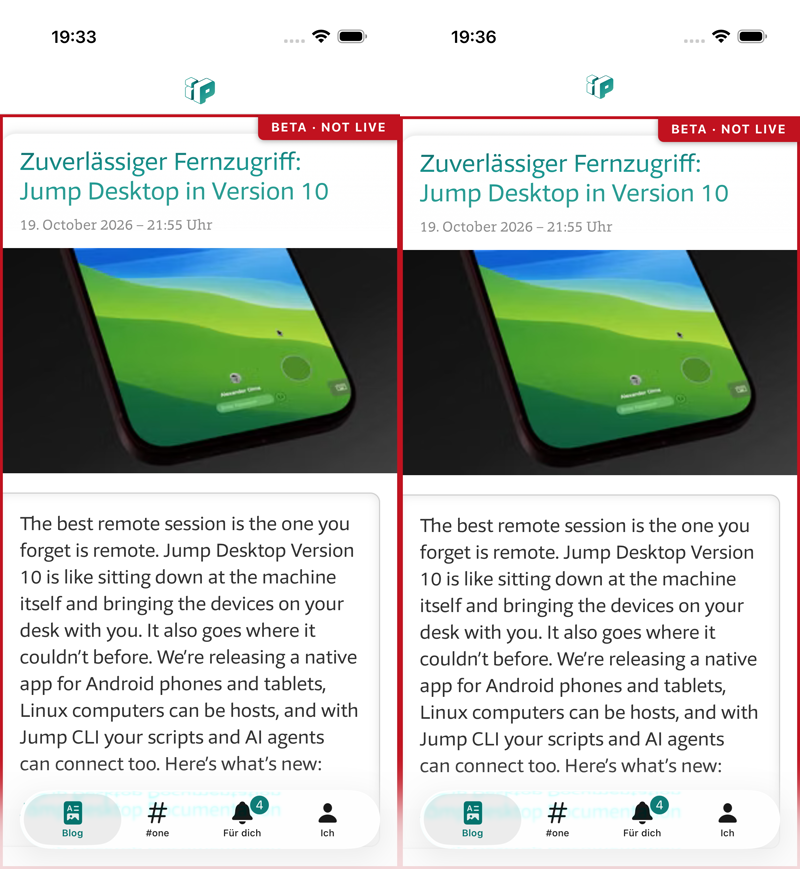 19:33
iP
BETA · NOT LIVE
Zuverlässiger Fernzugriff:
Jump Desktop in Version 10
19. October 2026 – 21:55 Uhr
The best remote session is the one you
forget is remote. Jump Desktop Version
10 is like sitting down at the machine
itself and bringing the devices on your
desk with you. It also goes where it
couldn’t before. We’re releasing a native
app for Android phones and tablets,
Linux computers can be hosts, and with
Jump CLI your scripts and AI agents
can connect too. Here’s what’s new:
4
Blog
#one
Für dich
Ich
19:36
iP
BETA · NOT LIVE
Zuverlässiger Fernzugriff:
Jump Desktop in Version 10
19. October 2026 – 21:55 Uhr
The best remote session is the one you
forget is remote. Jump Desktop Version
10 is like sitting down at the machine
itself and bringing the devices on your
desk with you. It also goes where it
couldn’t before. We’re releasing a native
app for Android phones and tablets,
Linux computers can be hosts, and with
Jump CLI your scripts and AI agents
can connect too. Here’s what’s new:
4
Blog
#one
Für dich
Ich